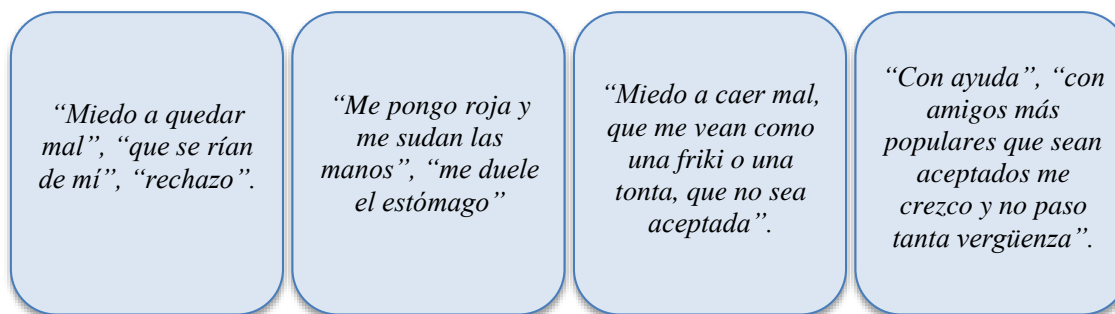 “Miedo a quedar
mal”, “que se rían
de mí”, “rechazo”.
“Me pongo roja y
me sudan las
manos”, “me duele
el estómago”
“Miedo a caer mal,
que me vean como
una friki o una
tonta, que no sea
aceptada”.
“Con ayuda”, “con
amigos más
populares que sean
aceptados me
crezco y no paso
tanta vergüenza”.